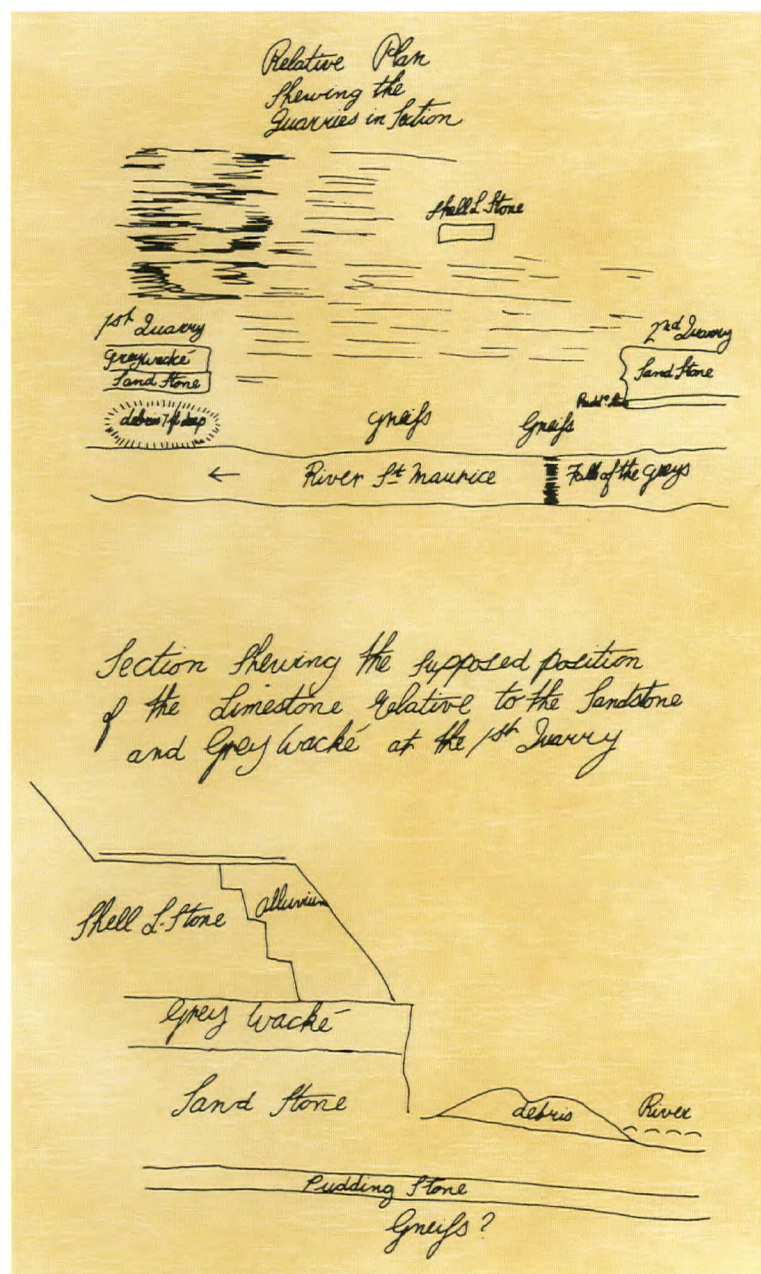 Relative Plan
Shewing the
Quarries in Section
Shell L Stone
1st Quarry
Greywacké
Sand Stone
debris 7 ft deep
2nd Quarry
Sand Stone
Gneiſs
Gneiſs
← River St. Maurice
Falls of the greys
Section Shewing the supposed position
of the Limestone Relative to the Sandstone
and Grey Wacké at the 1st Quarry
Shell L. Stone
alluvium
Grey Wacké
Sand Stone
debris
River
Pudding Stone
Gneiſs?